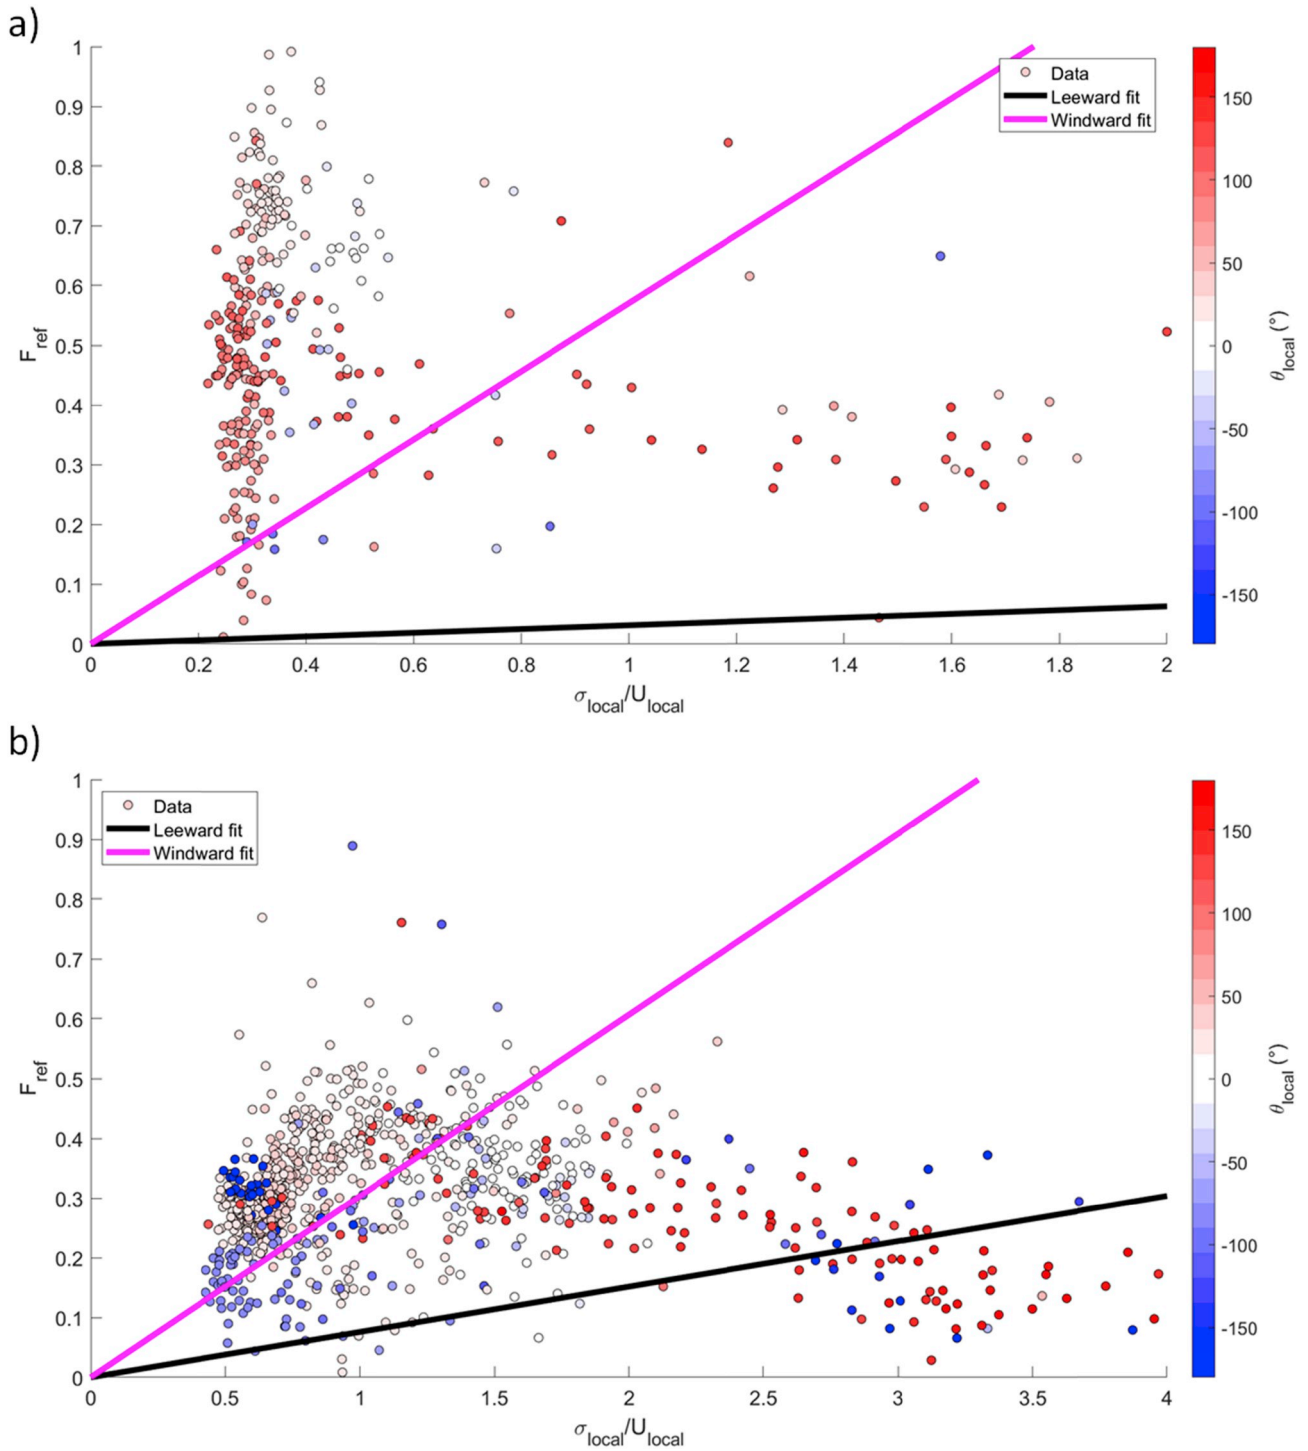 a)
1
0.9
0.8
0.7
0.6
0.5
0.4
0.3
0.2
0.1
0
F_ref
0 0.2 0.4 0.6 0.8 1 1.2 1.4 1.6 1.8 2
σ_local/U_local
Data
Leeward fit
Windward fit
150
100
50
0
-50
-100
-150
θ_local (°)
b)
1
0.9
0.8
0.7
0.6
0.5
0.4
0.3
0.2
0.1
0
F_ref
0 0.5 1 1.5 2 2.5 3 3.5 4
σ_local/U_local
Data
Leeward fit
Windward fit
150
100
50
0
-50
-100
-150
θ_local (°)